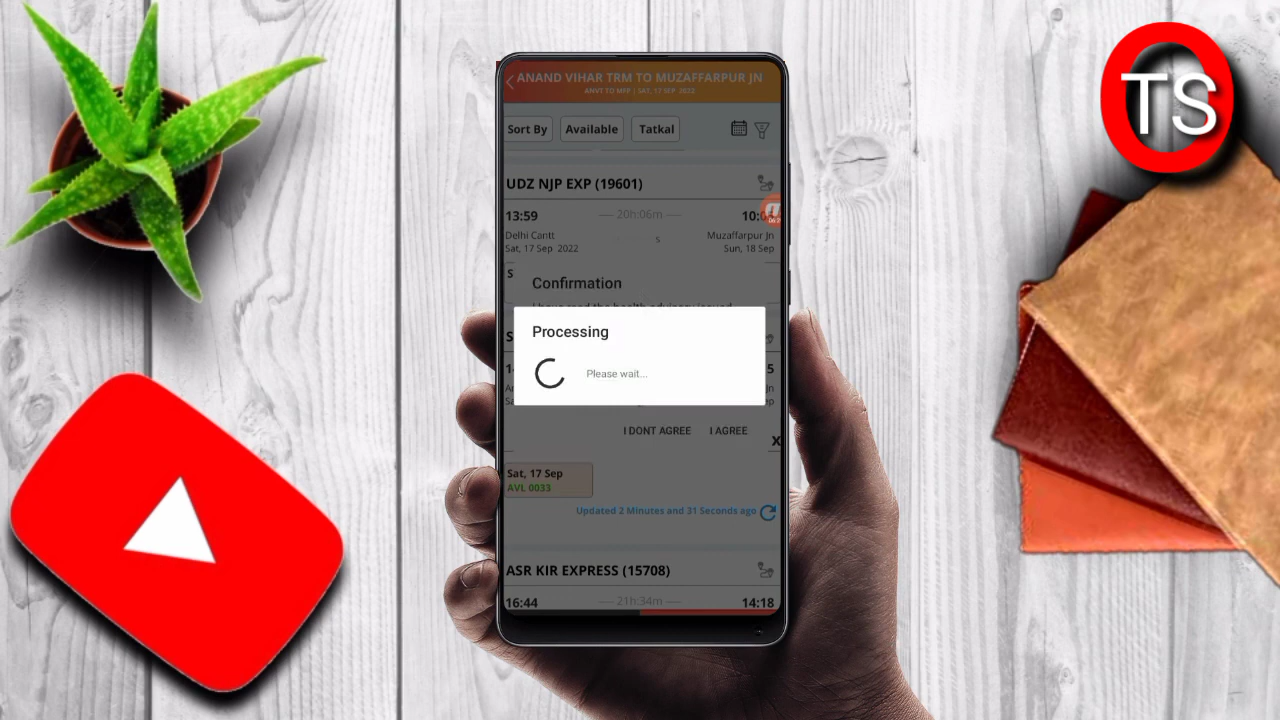 TS
ANAND VIHAR TRM TO MUZAFFARPUR JN
ANVT TO MFP | SAT, 17 SEP 2022
Sort By Available Tatkal
UDZ NJP EXP (19601)
13:59 20h:06m
Delhi Cantt s Muzaffarpur Jn
Sat, 17 Sep 2022 Sun, 18 Sep
S
Confirmation
S
Processing
Please wait...
I DONT AGREE I AGREE
X
Sat, 17 Sep
AVL 0033
Updated 2 Minutes and 31 Seconds ago
ASR KIR EXPRESS (15708)
16:44 21h:34m 14:18